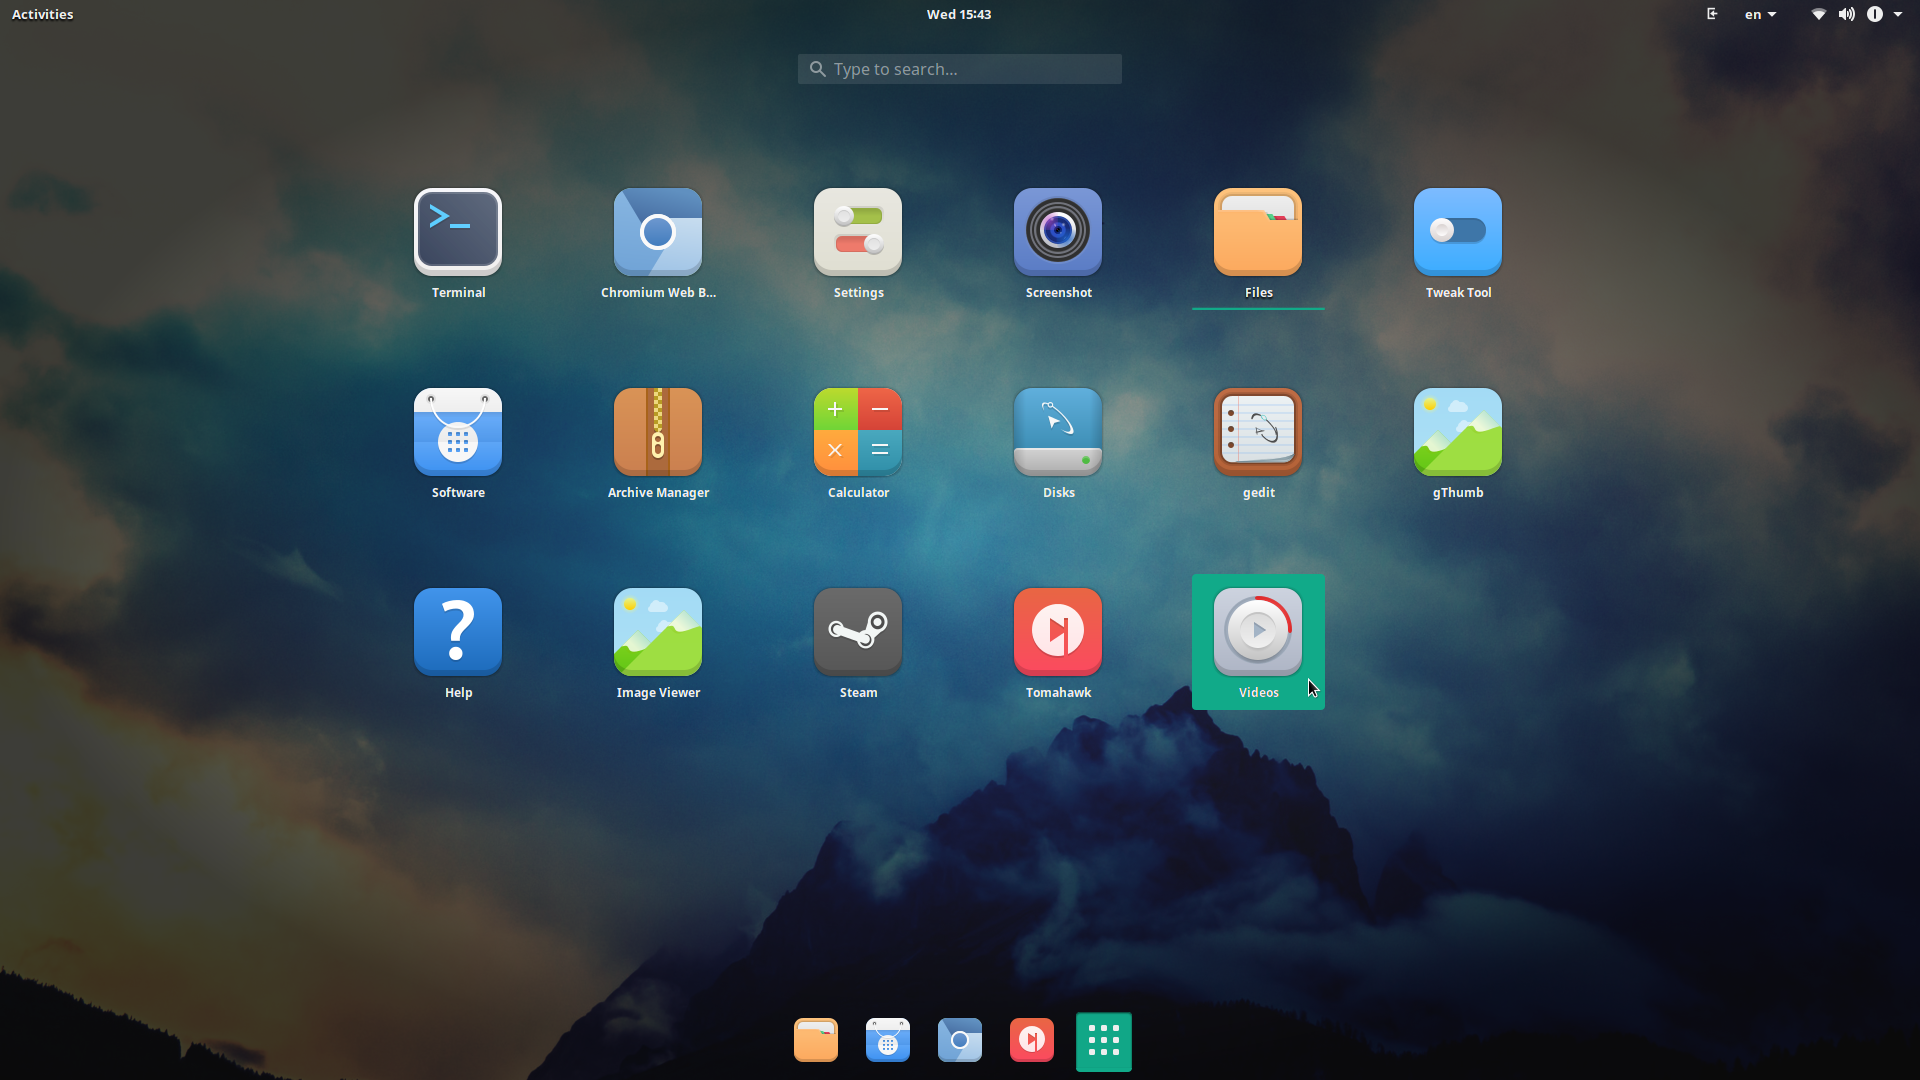 Activities
Wed 15:43
en
Type to search...
Terminal
Chromium Web B...
Settings
Screenshot
Files
Tweak Tool
Software
Archive Manager
Calculator
Disks
gedit
gThumb
Help
Image Viewer
Steam
Tomahawk
Videos